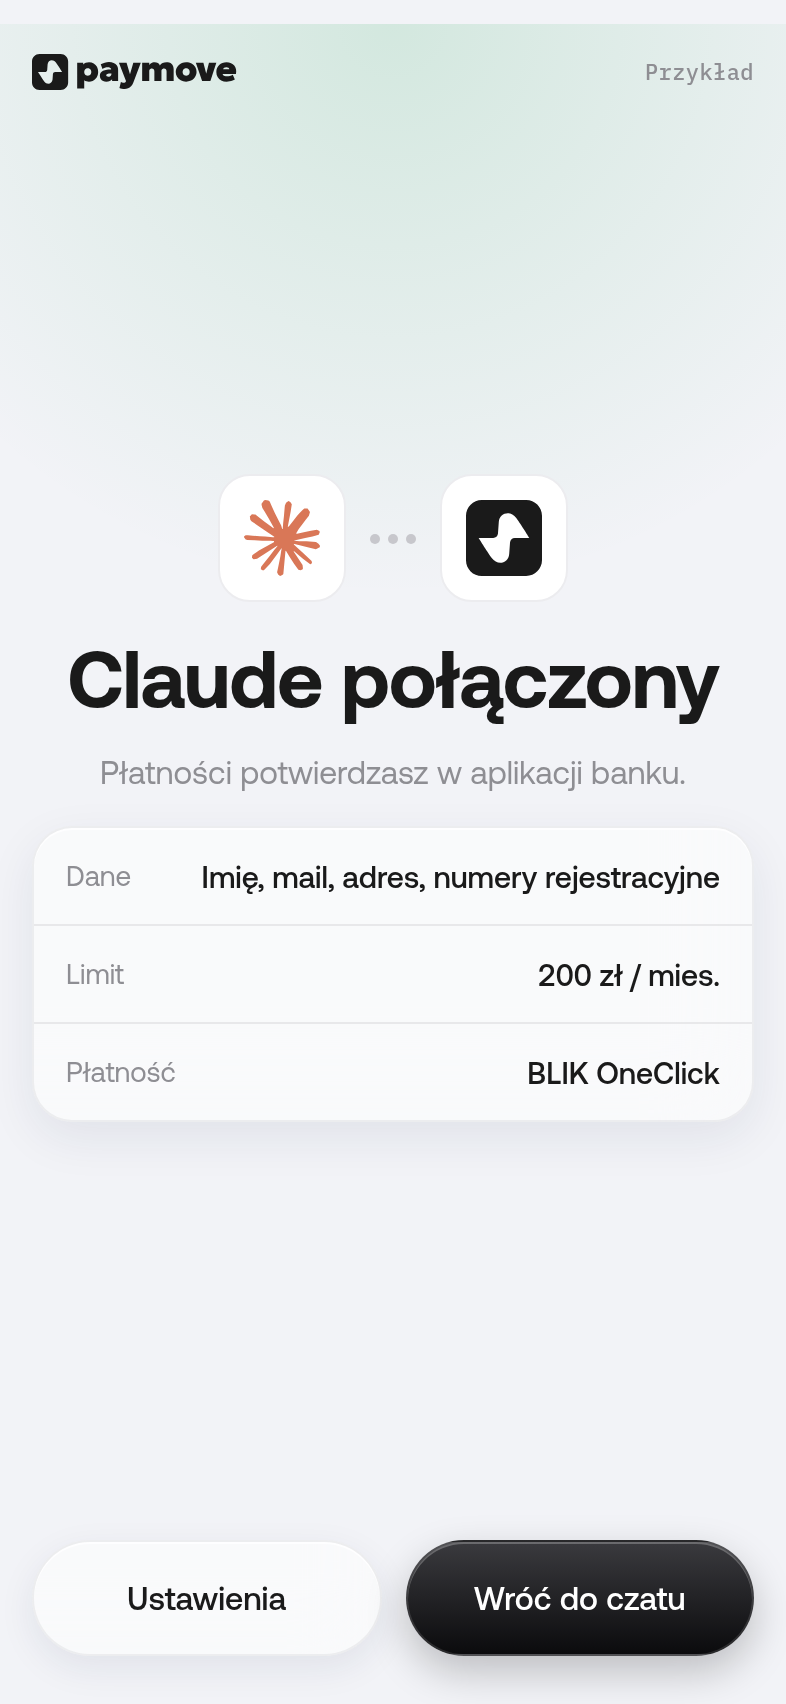 paymove
Przykład
Claude połączony
Płatności potwierdzasz w aplikacji banku.
Dane Imię, mail, adres, numery rejestracyjne
Limit 200 zł / mies.
Płatność BLIK OneClick
Ustawienia Wróć do czatu